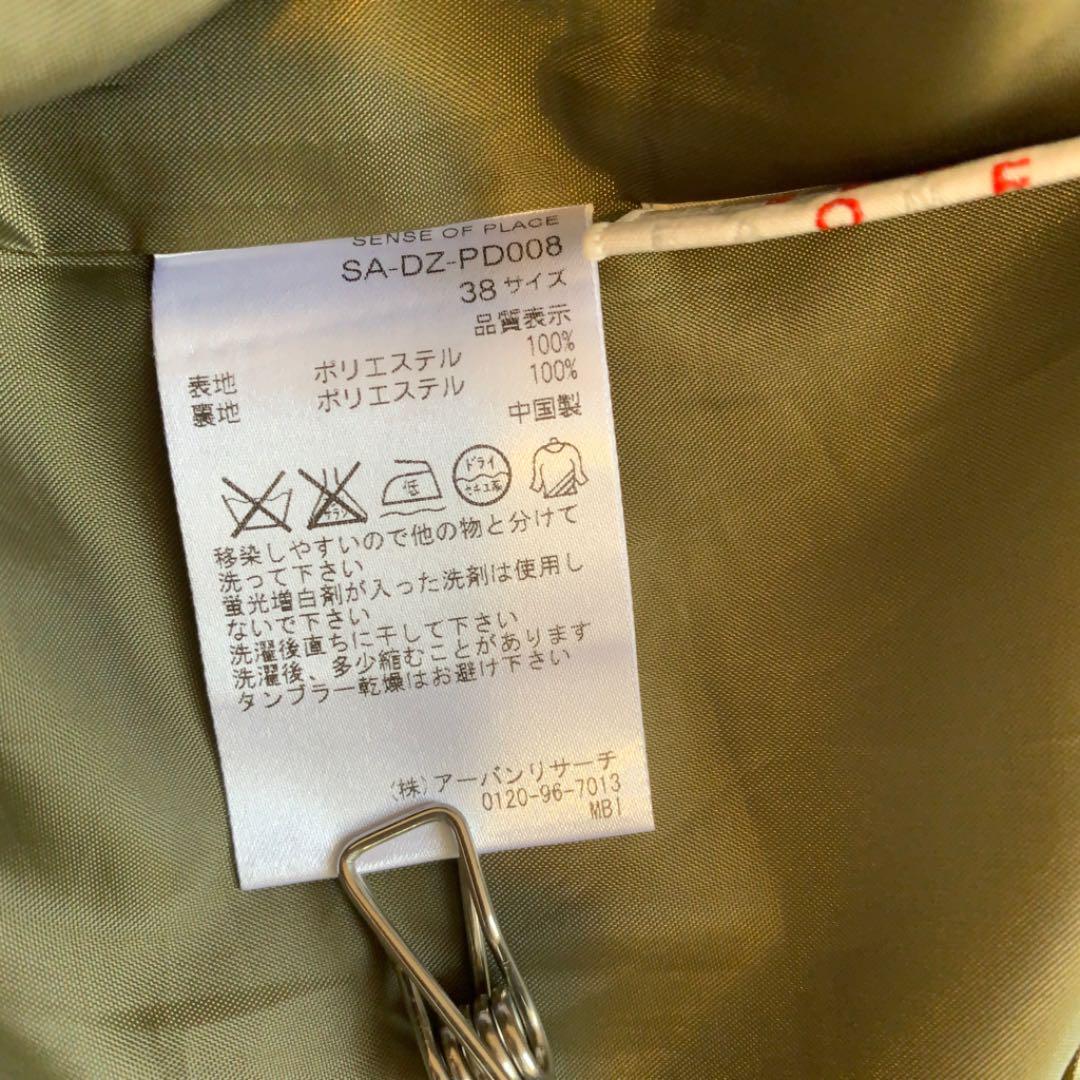 SENSE OF PLACE
SA-DZ-PD008
38サイズ
品質表示
表地 ポリエステル 100%
裏地 ポリエステル 100%
中国製
低 ドライ
移染しやすいので他の物と分けて
洗って下さい
蛍光増白剤が入った洗剤は使用し
ないで下さい
洗濯後直ちに干して下さい
洗濯後、多少縮むことがあります
タンブラー乾燥はお避け下さい
(株)アーバンリサーチ
0120-96-7013
MBI